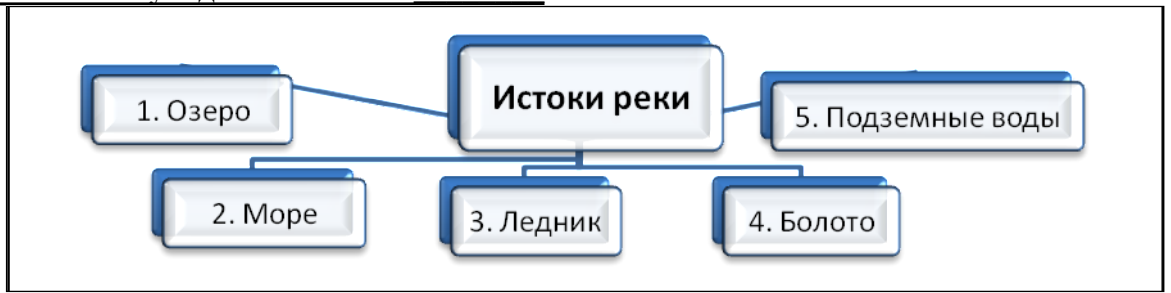 Истоки реки
1. Озеро
5. Подземные воды
2. Море
3. Ледник
4. Болото